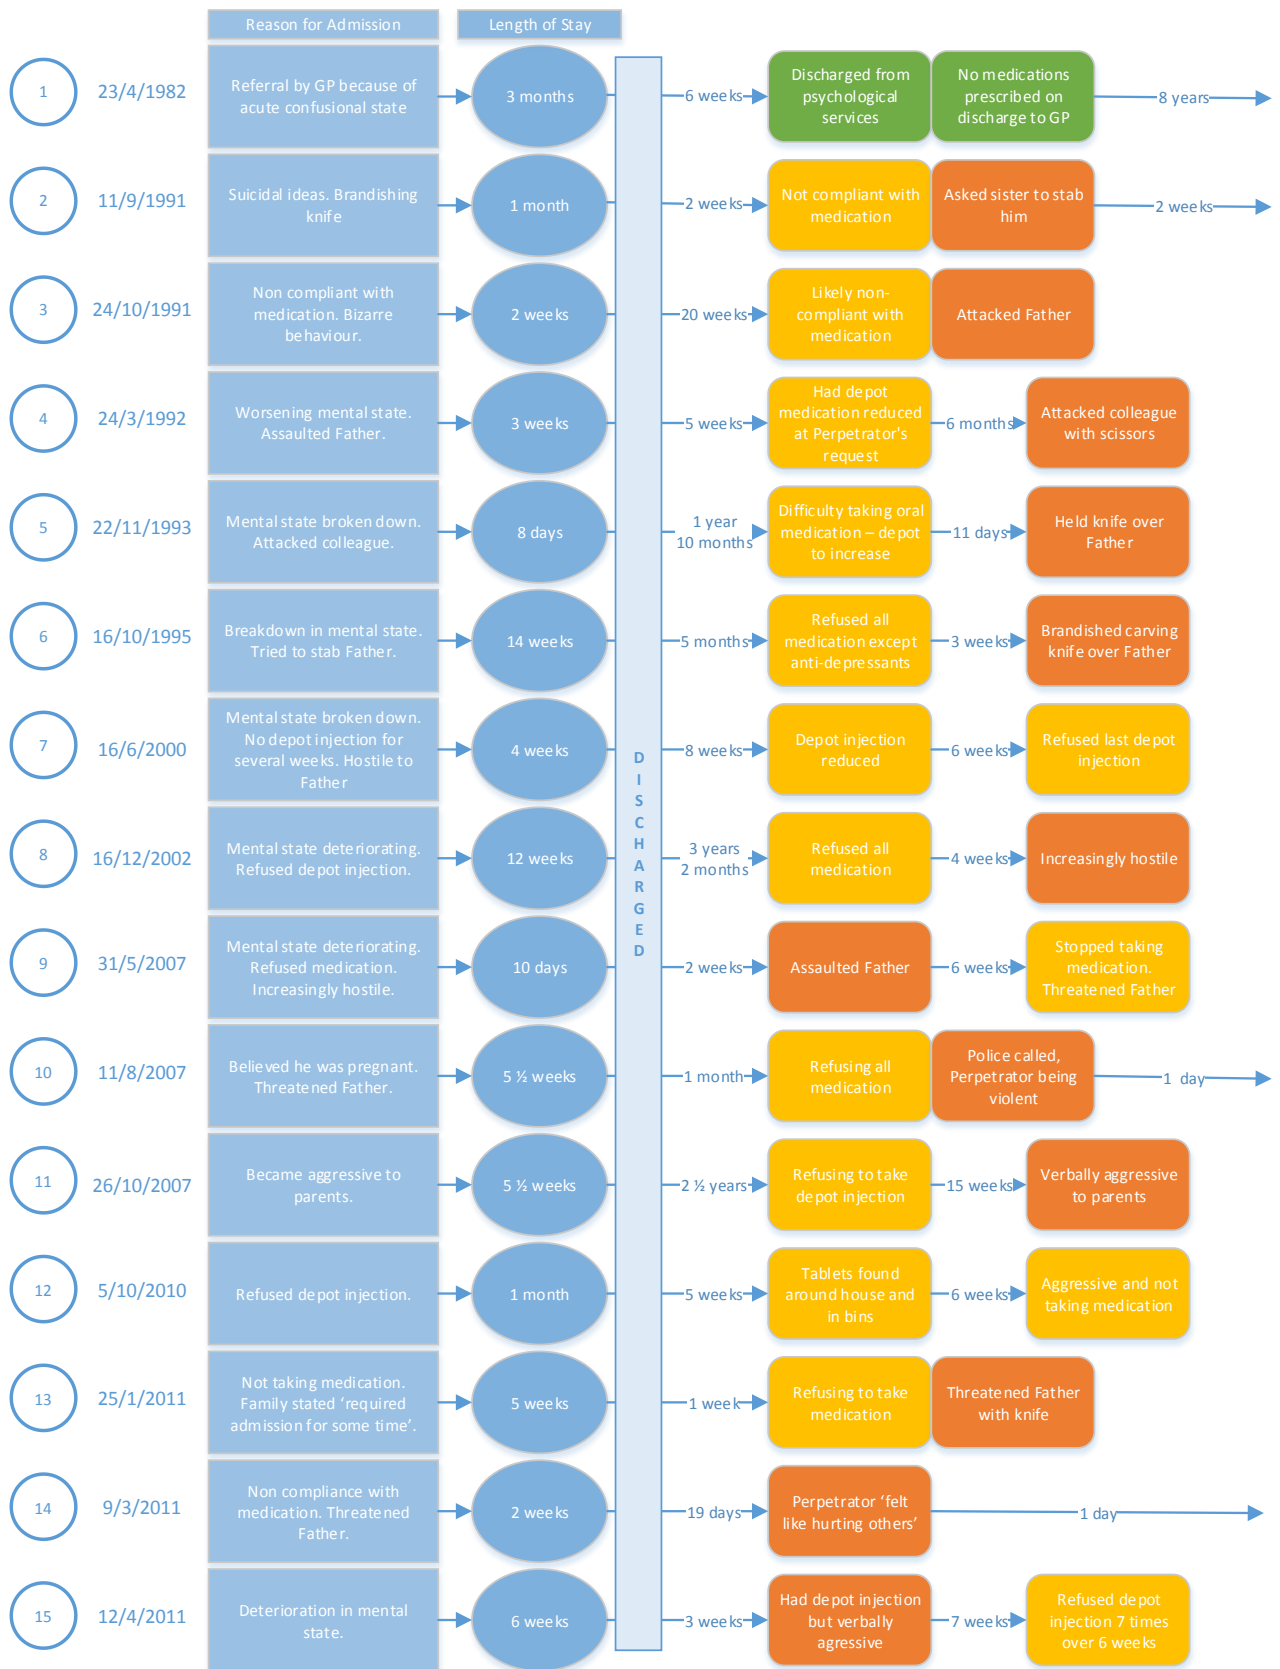 Reason for Admission
Length of Stay
1
23/4/1982
Referral by GP because of
acute confusional state
3 months
6 weeks
Discharged from
psychological
services
No medications
prescribed on
discharge to GP
8 years
2
11/9/1991
Suicidal ideas. Brandishing
knife
1 month
2 weeks
Not compliant with
medication
Asked sister to stab
him
2 weeks
3
24/10/1991
Non compliant with
medication. Bizarre
behaviour.
2 weeks
20 weeks
Likely non-
compliant with
medication
Attacked Father
4
24/3/1992
Worsening mental state.
Assaulted Father.
3 weeks
5 weeks
Had depot
medication reduced
at Perpetrator's
request
6 months
Attacked colleague
with scissors
5
22/11/1993
Mental state broken down.
Attacked colleague.
8 days
1 year
10 months
Difficulty taking oral
medication – depot
to increase
11 days
Held knife over
Father
6
16/10/1995
Breakdown in mental state.
Tried to stab Father.
14 weeks
5 months
Refused all
medication except
anti-depressants
3 weeks
Brandished carving
knife over Father
7
16/6/2000
Mental state broken down.
No depot injection for
several weeks. Hostile to
Father
4 weeks
8 weeks
Depot injection
reduced
6 weeks
Refused last depot
injection
DISCHARGED
8
16/12/2002
Mental state deteriorating.
Refused depot injection.
12 weeks
3 years
2 months
Refused all
medication
4 weeks
Increasingly hostile
9
31/5/2007
Mental state deteriorating.
Refused medication.
Increasingly hostile.
10 days
2 weeks
Assaulted Father
6 weeks
Stopped taking
medication.
Threatened Father
10
11/8/2007
Believed he was pregnant.
Threatened Father.
5 ½ weeks
1 month
Refusing all
medication
Police called,
Perpetrator being
violent
1 day
11
26/10/2007
Became aggressive to
parents.
5 ½ weeks
2 ½ years
Refusing to take
depot injection
15 weeks
Verbally aggressive
to parents
12
5/10/2010
Refused depot injection.
1 month
5 weeks
Tablets found
around house and
in bins
6 weeks
Aggressive and not
taking medication
13
25/1/2011
Not taking medication.
Family stated ‘required
admission for some time’.
5 weeks
1 week
Refusing to take
medication
Threatened Father
with knife
14
9/3/2011
Non compliance with
medication. Threatened
Father.
2 weeks
19 days
Perpetrator ‘felt
like hurting others’
1 day
15
12/4/2011
Deterioration in mental
state.
6 weeks
3 weeks
Had depot injection
but verbally
agressive
7 weeks
Refused depot
injection 7 times
over 6 weeks